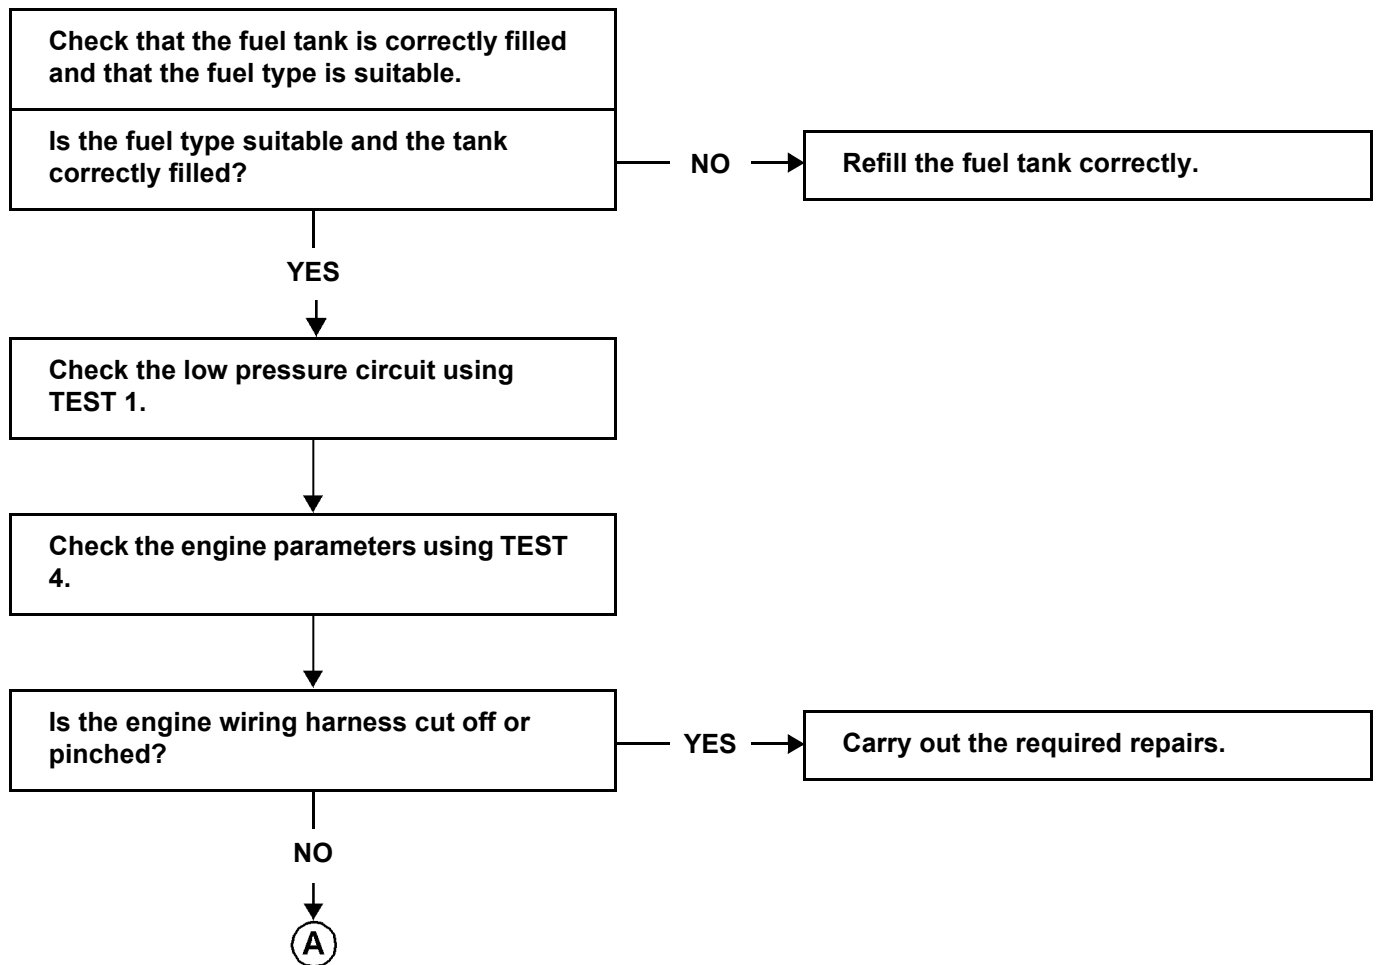 Check that the fuel tank is correctly filled
and that the fuel type is suitable.
Is the fuel type suitable and the tank
correctly filled?
NO
Refill the fuel tank correctly.
YES
Check the low pressure circuit using
TEST 1.
Check the engine parameters using TEST
4.
Is the engine wiring harness cut off or
pinched?
YES
Carry out the required repairs.
NO
A